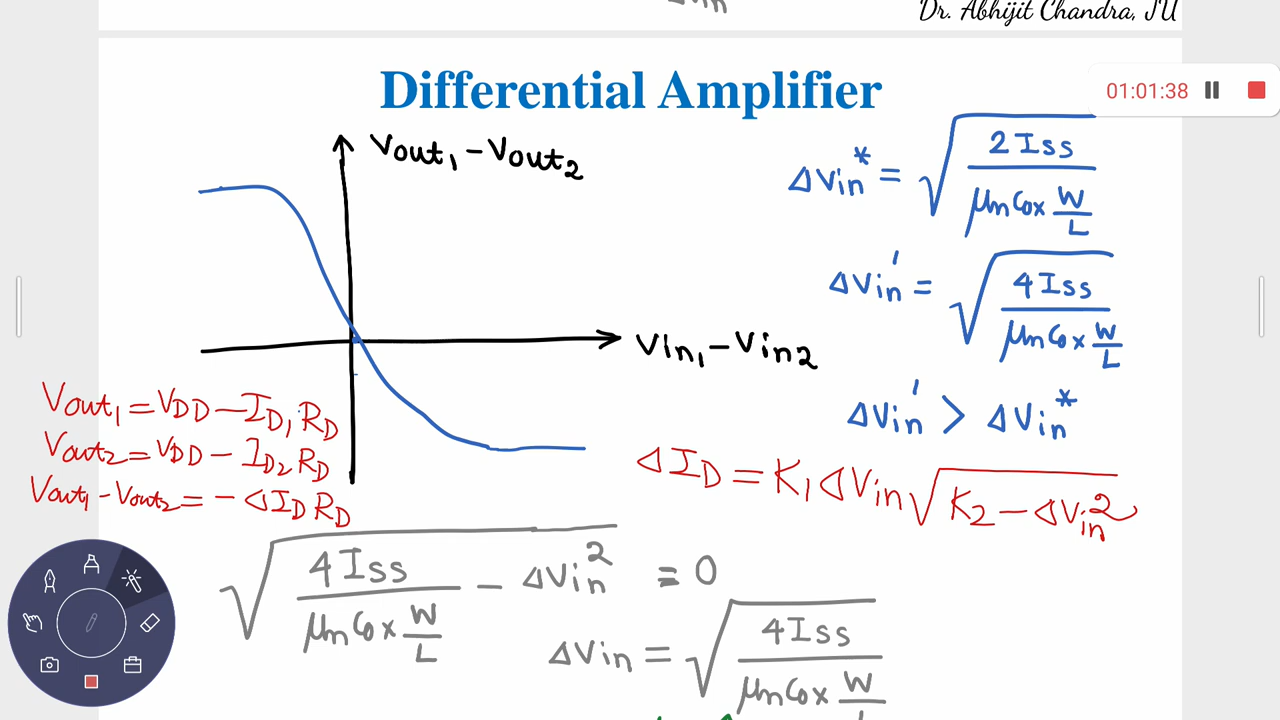 Dr. Abhijit Chandra, JU
Differential Amplifier
01:01:38
Vout₁ - Vout₂
ΔVin* = √(2Iss / μnCox W/L)
ΔVin' = √(4Iss / μnCox W/L)
Vin₁ - Vin₂
ΔVin' > ΔVin*
Vout₁ = VDD - ID₁ RD
Vout₂ = VDD - ID₂ RD
Vout₁ - Vout₂ = - ΔID RD
ΔID = K₁ ΔVin √(K₂ - ΔVin²)
√(4Iss / μnCox W/L - ΔVin²) = 0
ΔVin = √(4Iss / μnCox W/L)